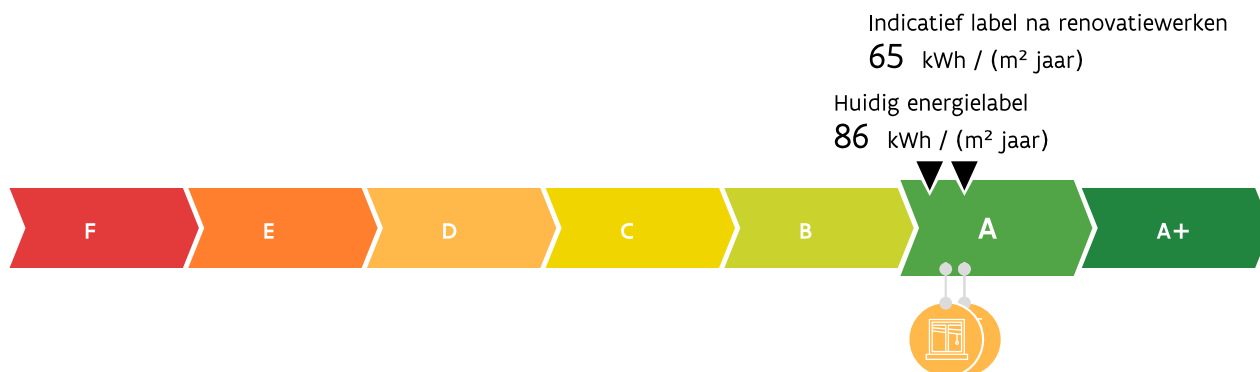 Indicatief label na renovatiewerken
65 kWh / (m² jaar)
Huidig energielabel
86 kWh / (m² jaar)
F E D C B A A+